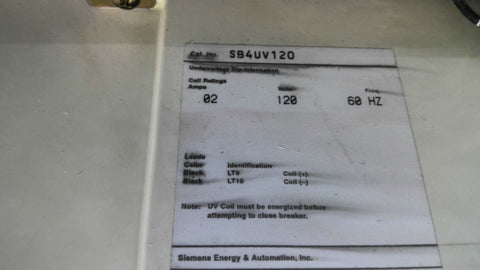 Cat. No. SB4UV120
Undervoltage Trip Information
Coil Ratings
Amps Volts Freq.
.02 120 60 HZ
Leads
Color Identification
Black LT9 Coil (+)
Black LT10 Coil (-)
Note: UV Coil must be energized before
attempting to close breaker.
Siemens Energy & Automation, Inc.